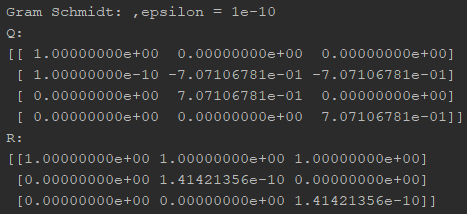 Gram Schmidt: ,epsilon = 1e-10
Q:
[[ 1.00000000e+00  0.00000000e+00  0.00000000e+00]
 [ 1.00000000e-10 -7.07106781e-01 -7.07106781e-01]
 [ 0.00000000e+00  7.07106781e-01  0.00000000e+00]
 [ 0.00000000e+00  0.00000000e+00  7.07106781e-01]]
R:
[[1.00000000e+00 1.00000000e+00 1.00000000e+00]
 [0.00000000e+00 1.41421356e-10 0.00000000e+00]
 [0.00000000e+00 0.00000000e+00 1.41421356e-10]]